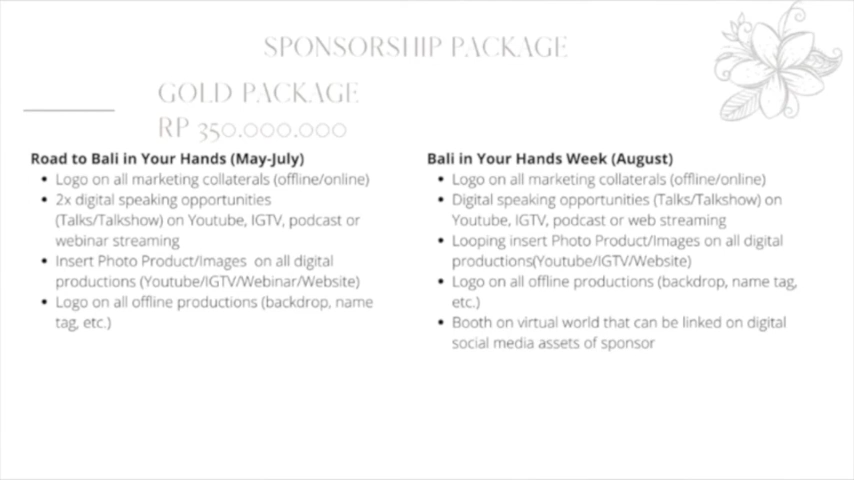 SPONSORSHIP PACKAGE
GOLD PACKAGE
RP 350.000.000
Road to Bali in Your Hands (May-July)
• Logo on all marketing collaterals (offline/online)
• 2x digital speaking opportunities
(Talks/Talkshow) on Youtube, IGTV, podcast or
webinar streaming
• Insert Photo Product/Images on all digital
productions (Youtube/IGTV/Webinar/Website)
• Logo on all offline productions (backdrop, name
tag, etc.)
Bali in Your Hands Week (August)
• Logo on all marketing collaterals (offline/online)
• Digital speaking opportunities (Talks/Talkshow) on
Youtube, IGTV, podcast or web streaming
• Looping insert Photo Product/Images on all digital
productions(Youtube/IGTV/Website)
• Logo on all offline productions (backdrop, name tag,
etc.)
• Booth on virtual world that can be linked on digital
social media assets of sponsor